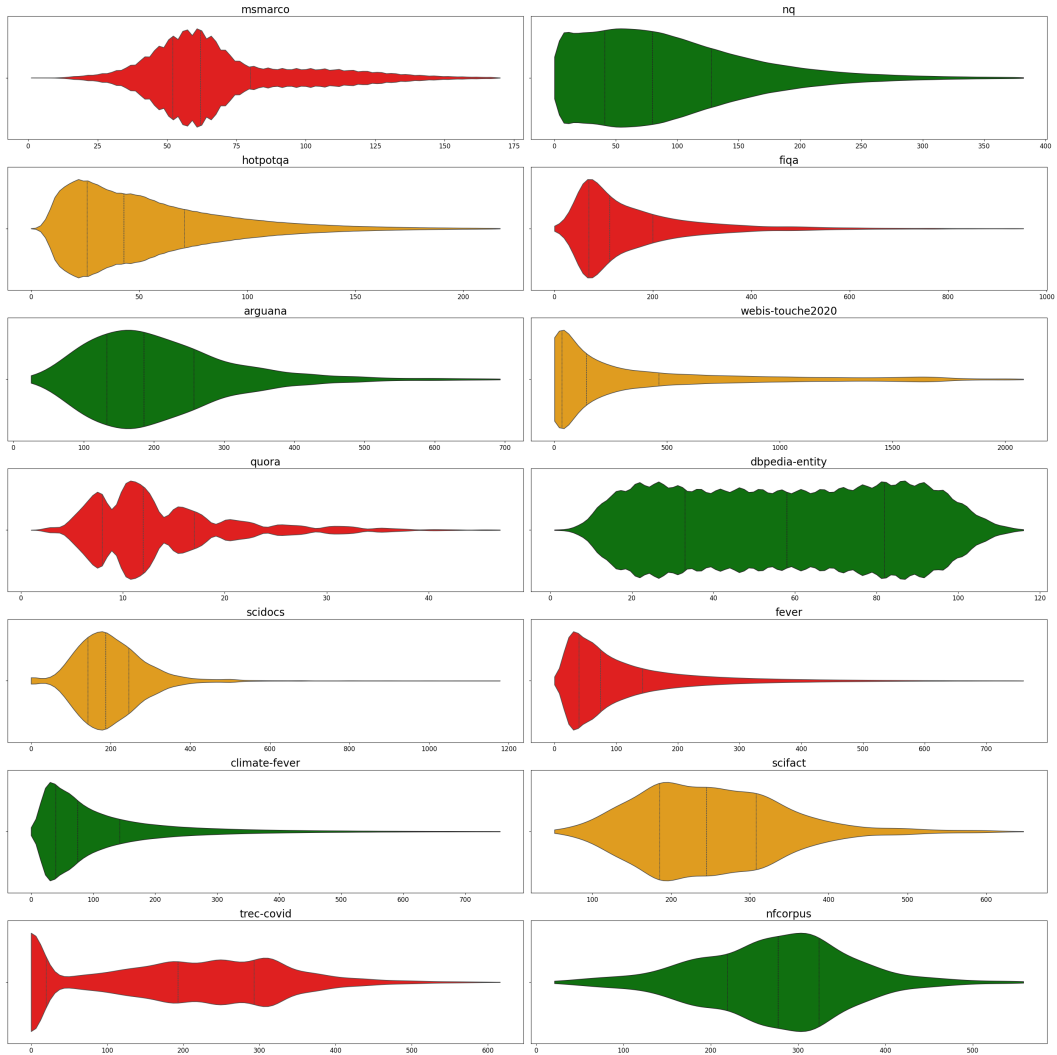 msmarco
0 25 50 75 100 125 150 175
nq
0 50 100 150 200 250 300 350 400
hotpotqa
0 50 100 150 200
fiqa
0 200 400 600 800 1000
arguana
0 100 200 300 400 500 600 700
webis-touche2020
0 500 1000 1500 2000
quora
0 10 20 30 40
dbpedia-entity
0 20 40 60 80 100 120
scidocs
0 200 400 600 800 1000 1200
fever
0 100 200 300 400 500 600 700
climate-fever
0 100 200 300 400 500 600 700
scifact
100 200 300 400 500 600
trec-covid
0 100 200 300 400 500 600
nfcorpus
0 100 200 300 400 500